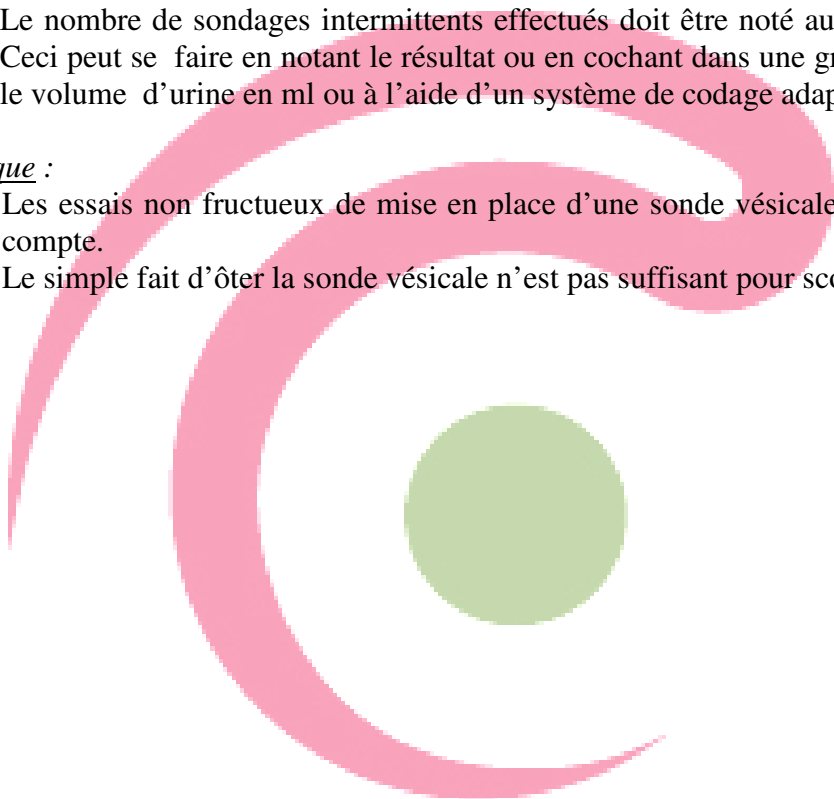 Le nombre de sondages intermittents effectués doit être noté au
Ceci peut se faire en notant le résultat ou en cochant dans une
le volume d'urine en ml ou à l'aide d'un système de codage
que :
Les essais non fructueux de mise en place d'une sonde vésicale
compte.
Le simple fait d'ôter la sonde vésicale n'est pas suffisant pour